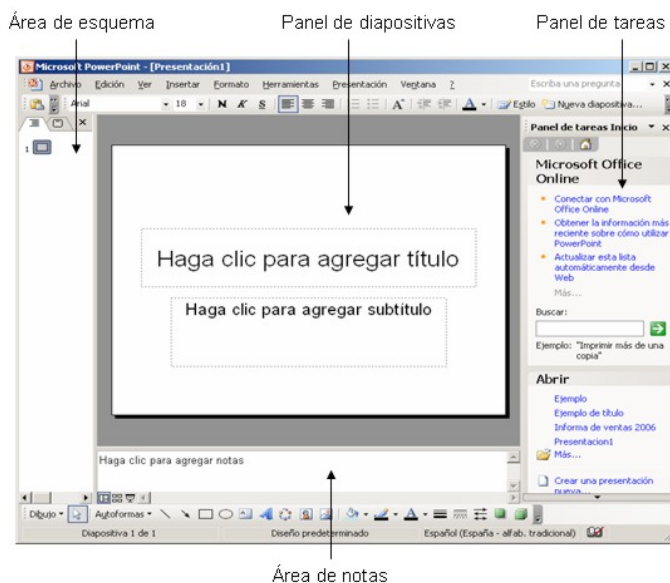 Área de esquema
Panel de diapositivas
Panel de tareas
Microsoft PowerPoint - [Presentación1]
Archivo Edición Ver Insertar Formato Herramientas Presentación Ventana ?
Escriba una pregunta
Arial 18 N K S
Estilo Nueva diapositiva...
Panel de tareas Inicio
1
Microsoft Office
Online
Conectar con Microsoft
Office Online
Obtener la información más
reciente sobre cómo utilizar
PowerPoint
Actualizar esta lista
automáticamente desde
Web
Más...
Haga clic para agregar título
Haga clic para agregar subtítulo
Buscar:
Ejemplo: "Imprimir más de una
copia"
Abrir
Ejemplo
Ejemplo de título
Informa de ventas 2006
Presentacion1
Más...
Crear una presentación
nueva...
Haga clic para agregar notas
Dibujo Autoformas
Diapositiva 1 de 1
Diseño predeterminado
Español (España - alfab. tradicional)
Área de notas